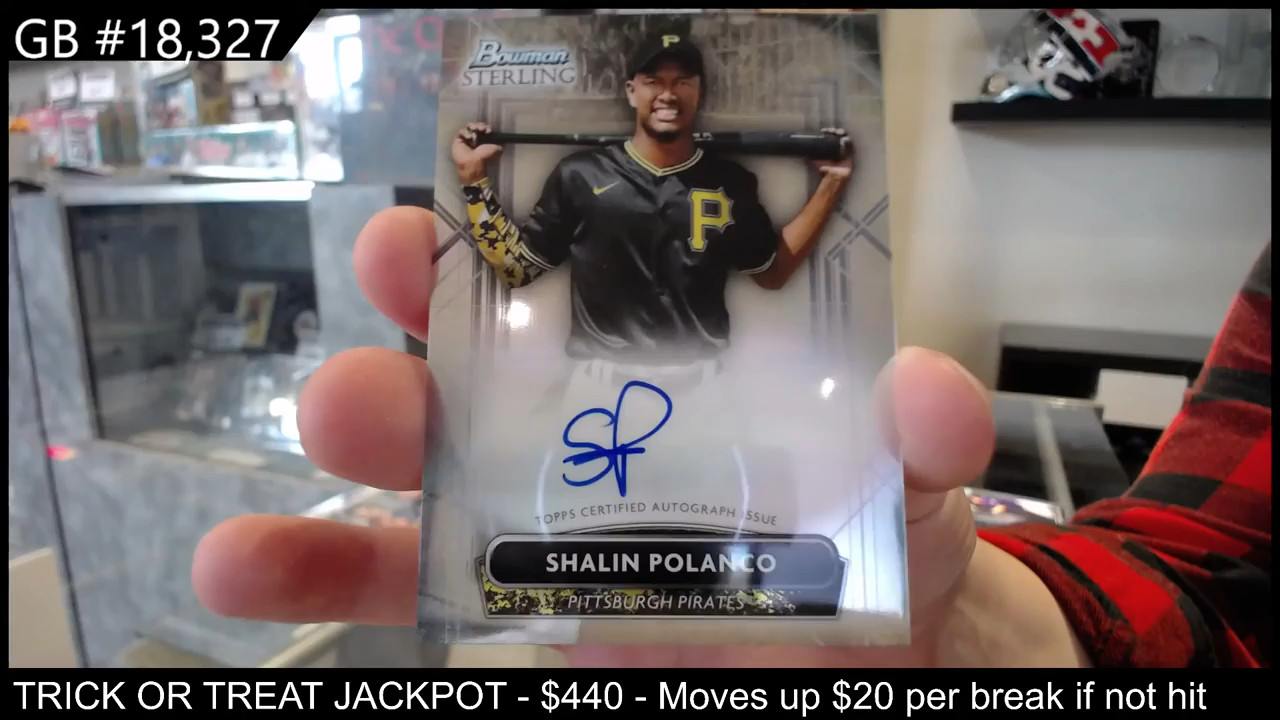 GB #18,327
Bowman
STERLING
P
P
SP
TOPPS CERTIFIED AUTOGRAPH ISSUE
SHALIN POLANCO
PITTSBURGH PIRATES
TRICK OR TREAT JACKPOT - $440 - Moves up $20 per break if not hit